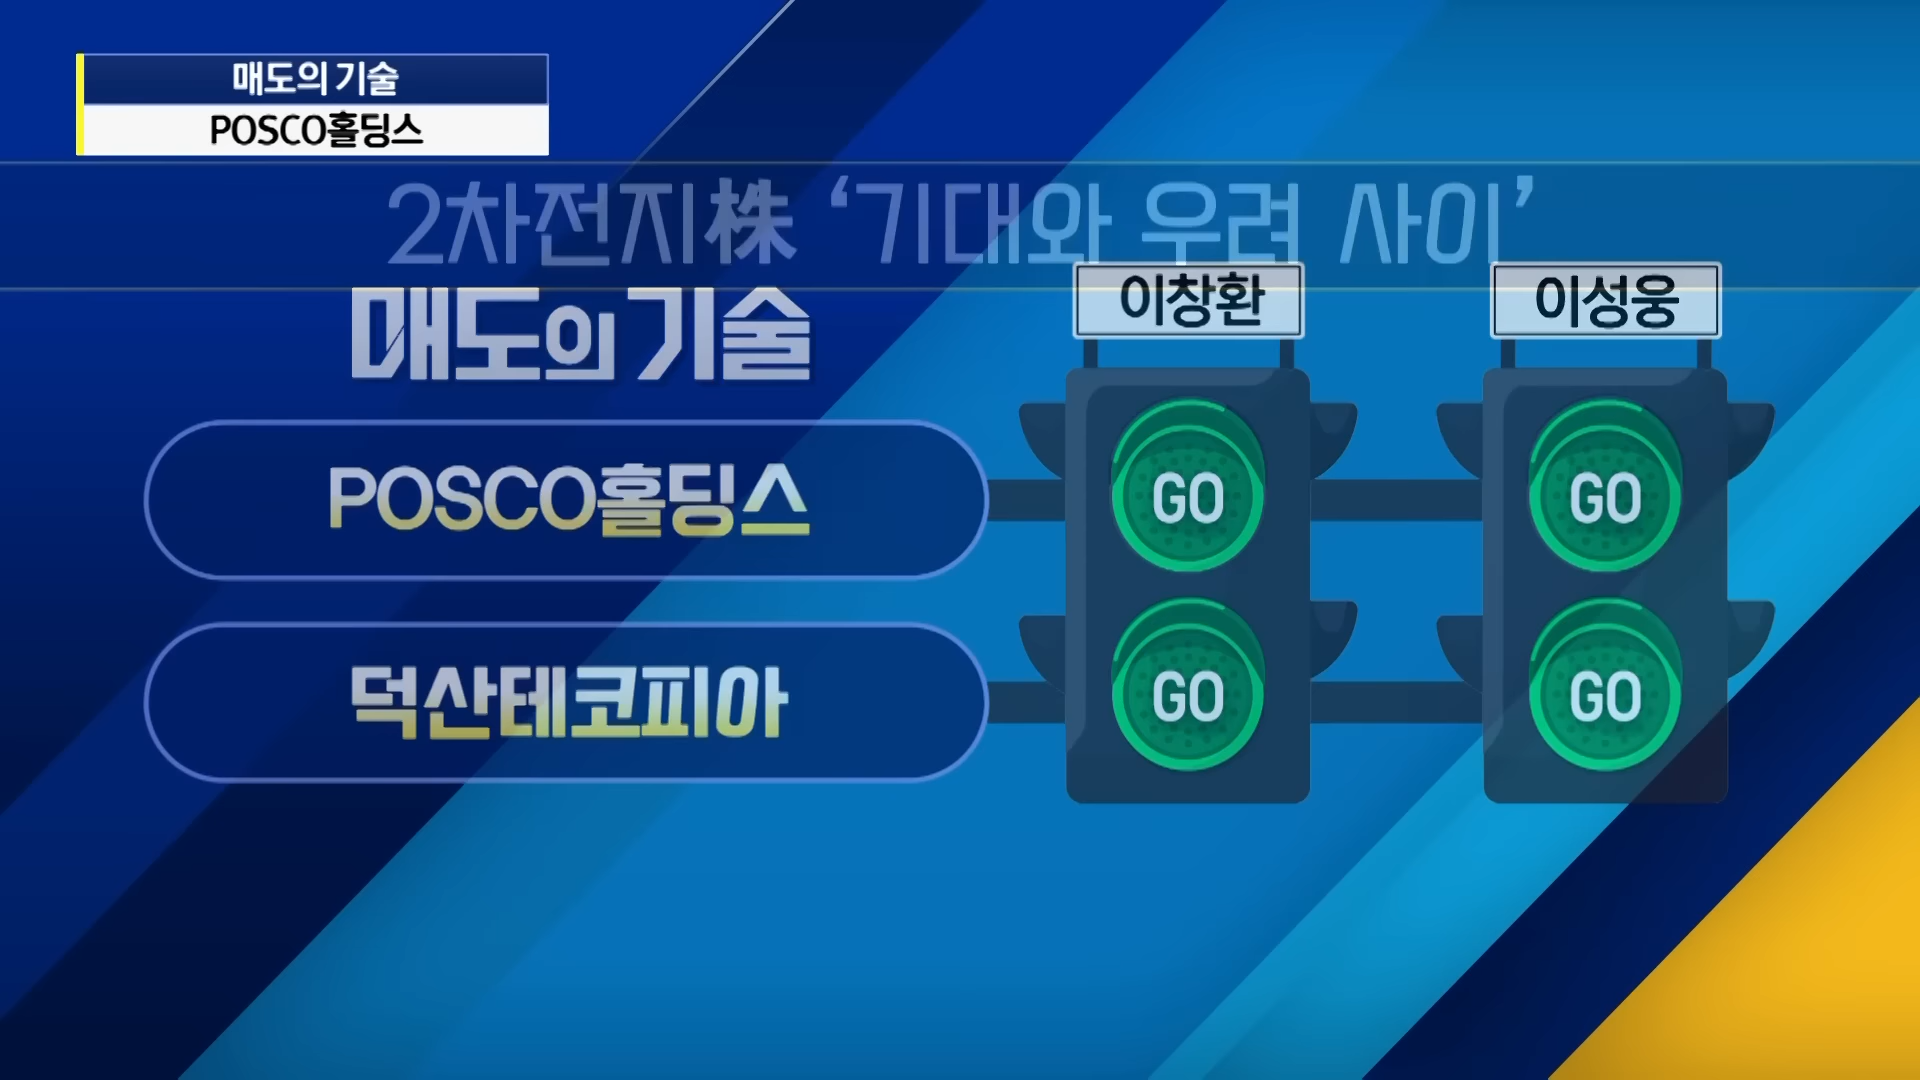 매도의 기술
POSCO홀딩스
2차전지株 ‘기대와 우려 사이’
매도의 기술
이창환
이성웅
POSCO홀딩스
GO
GO
덕산테코피아
GO
GO